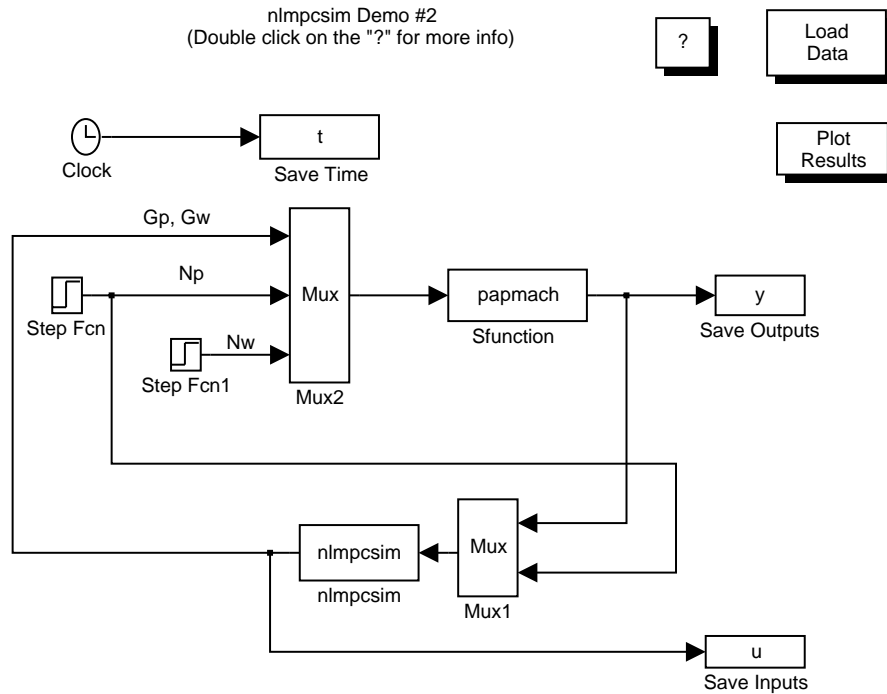 nlmpcsim Demo #2
(Double click on the "?" for more info)
?
Load
Data
t
Clock
Save Time
Plot
Results
Gp, Gw
Np
Mux
papmach
y
Step Fcn
Sfunction
Save Outputs
Nw
Step Fcn1
Mux2
nlmpcsim
Mux
nlmpcsim
Mux1
u
Save Inputs